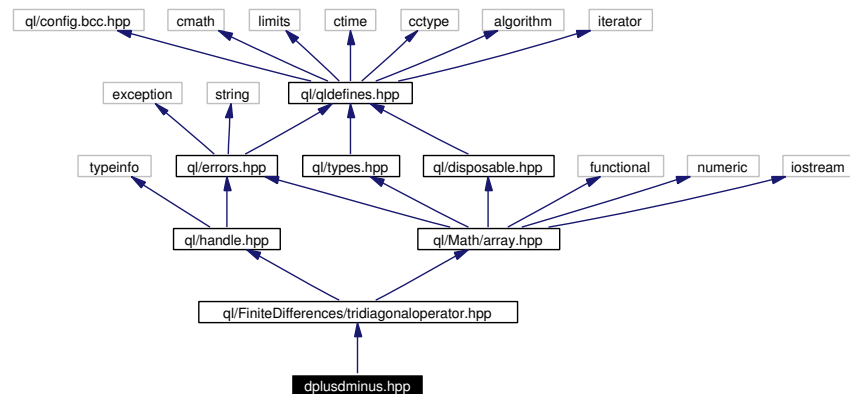 ql/config.bcc.hpp cmath limits ctime cctype algorithm iterator
exception string ql/qldefines.hpp
typeinfo ql/errors.hpp ql/types.hpp ql/disposable.hpp functional numeric iostream
ql/handle.hpp ql/Math/array.hpp
ql/FiniteDifferences/tridiagonaloperator.hpp
dplusdminus.hpp